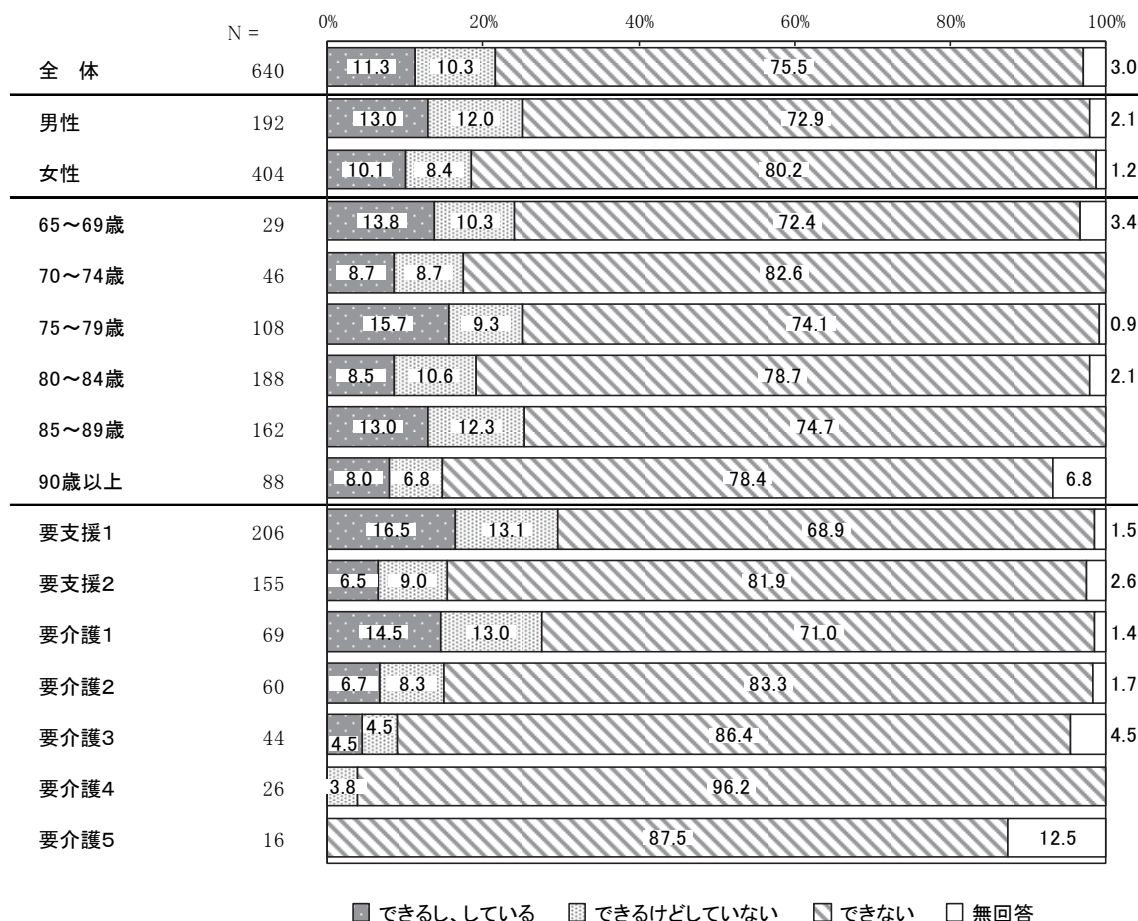 0% 20% 40% 60% 80% 100%
N =
全 体 640 11.3 10.3 75.5 3.0
男性 192 13.0 12.0 72.9 2.1
女性 404 10.1 8.4 80.2 1.2
65～69歳 29 13.8 10.3 72.4 3.4
70～74歳 46 8.7 8.7 82.6
75～79歳 108 15.7 9.3 74.1 0.9
80～84歳 188 8.5 10.6 78.7 2.1
85～89歳 162 13.0 12.3 74.7
90歳以上 88 8.0 6.8 78.4 6.8
要支援1 206 16.5 13.1 68.9 1.5
要支援2 155 6.5 9.0 81.9 2.6
要介護1 69 14.5 13.0 71.0 1.4
要介護2 60 6.7 8.3 83.3 1.7
要介護3 44 4.5 4.5 86.4 4.5
要介護4 26 3.8 96.2
要介護5 16 87.5 12.5
できるし、している できるけどしていない できない 無回答